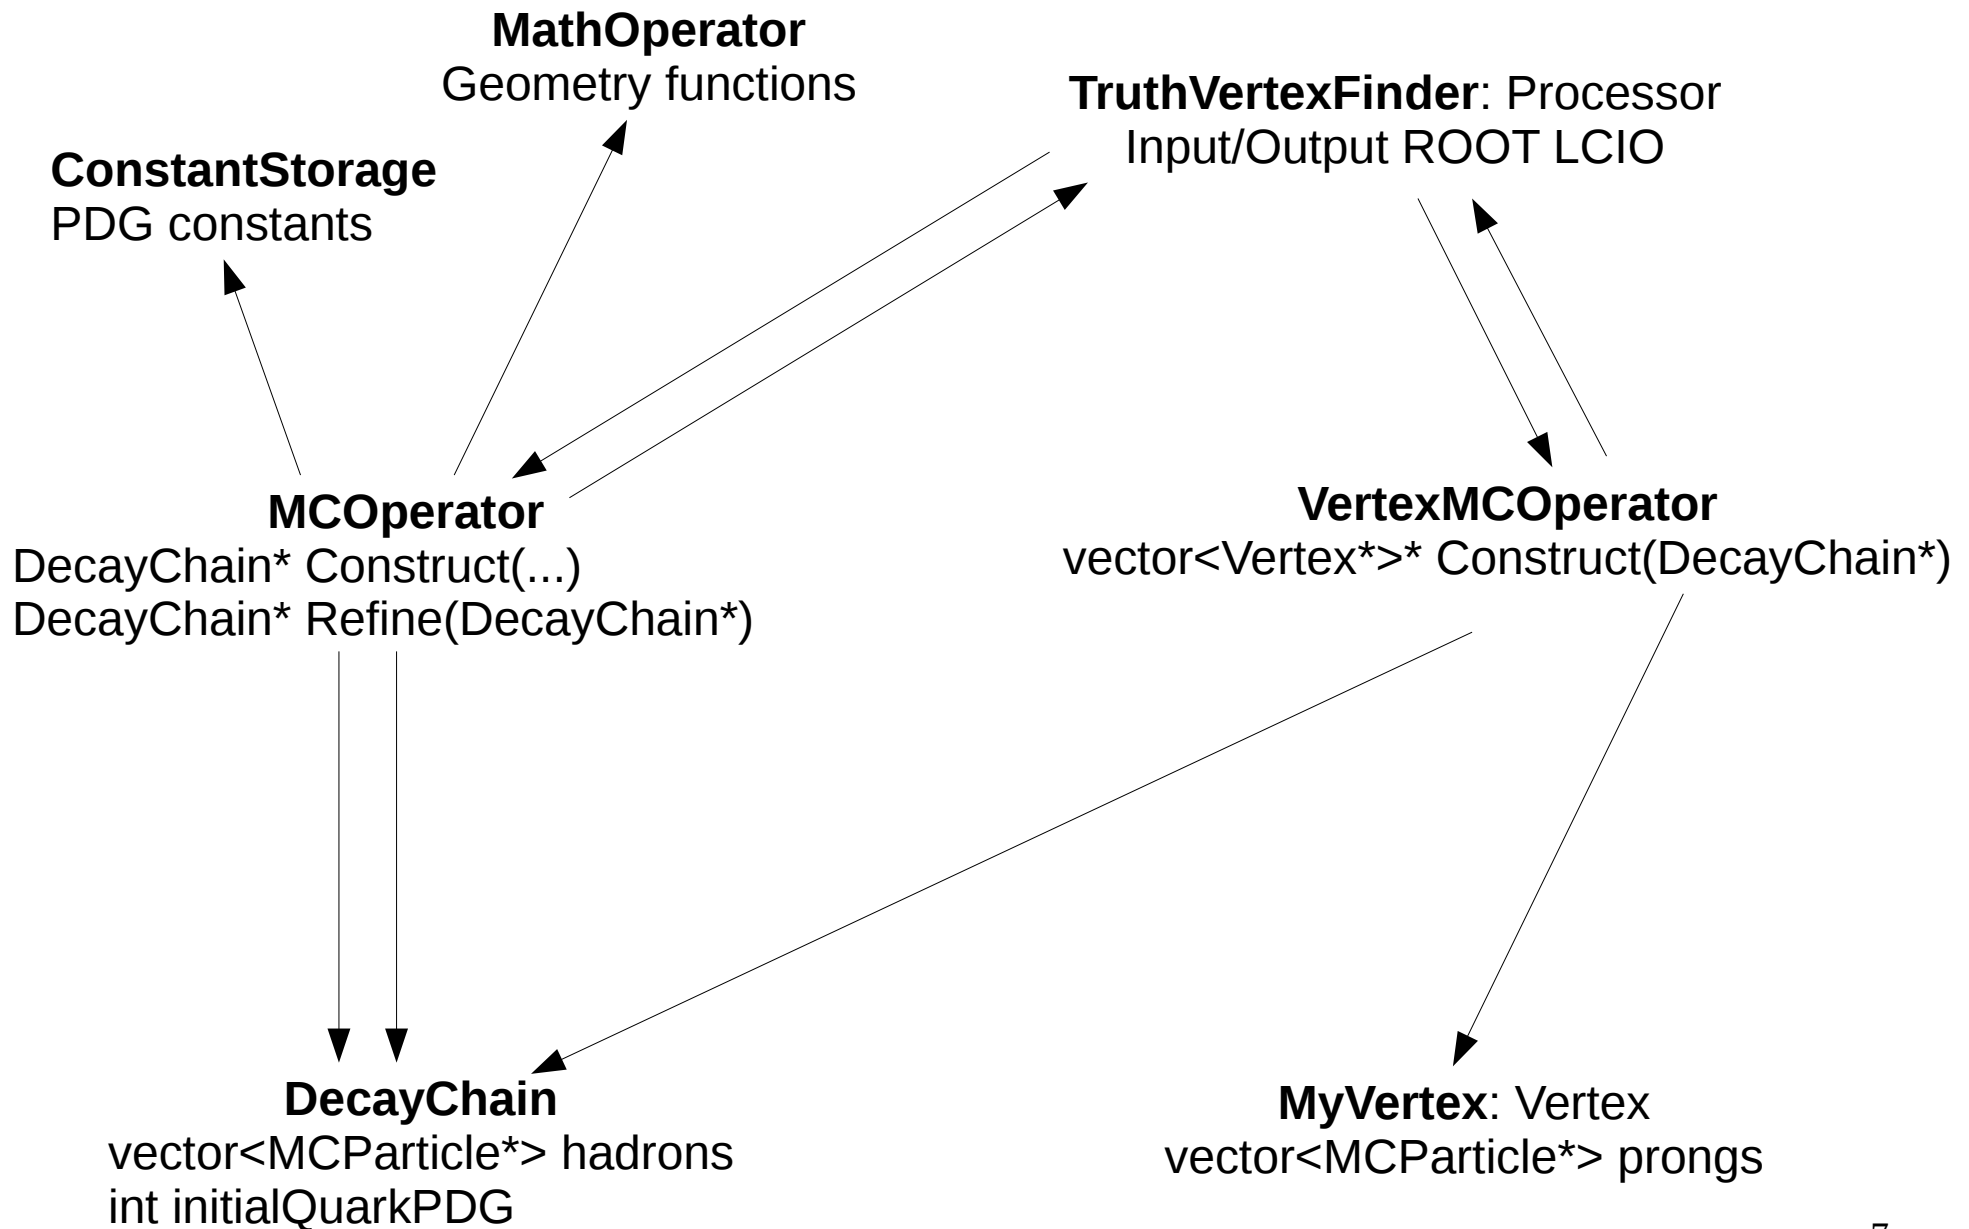 MathOperator
Geometry functions
TruthVertexFinder: Processor
Input/Output ROOT LCIO
ConstantStorage
PDG constants
MCOperator
DecayChain* Construct(...)
DecayChain* Refine(DecayChain*)
VertexMCOperator
vector<Vertex*>* Construct(DecayChain*)
DecayChain
vector<MCParticle*> hadrons
int initialQuarkPDG
MyVertex: Vertex
vector<MCParticle*> prongs